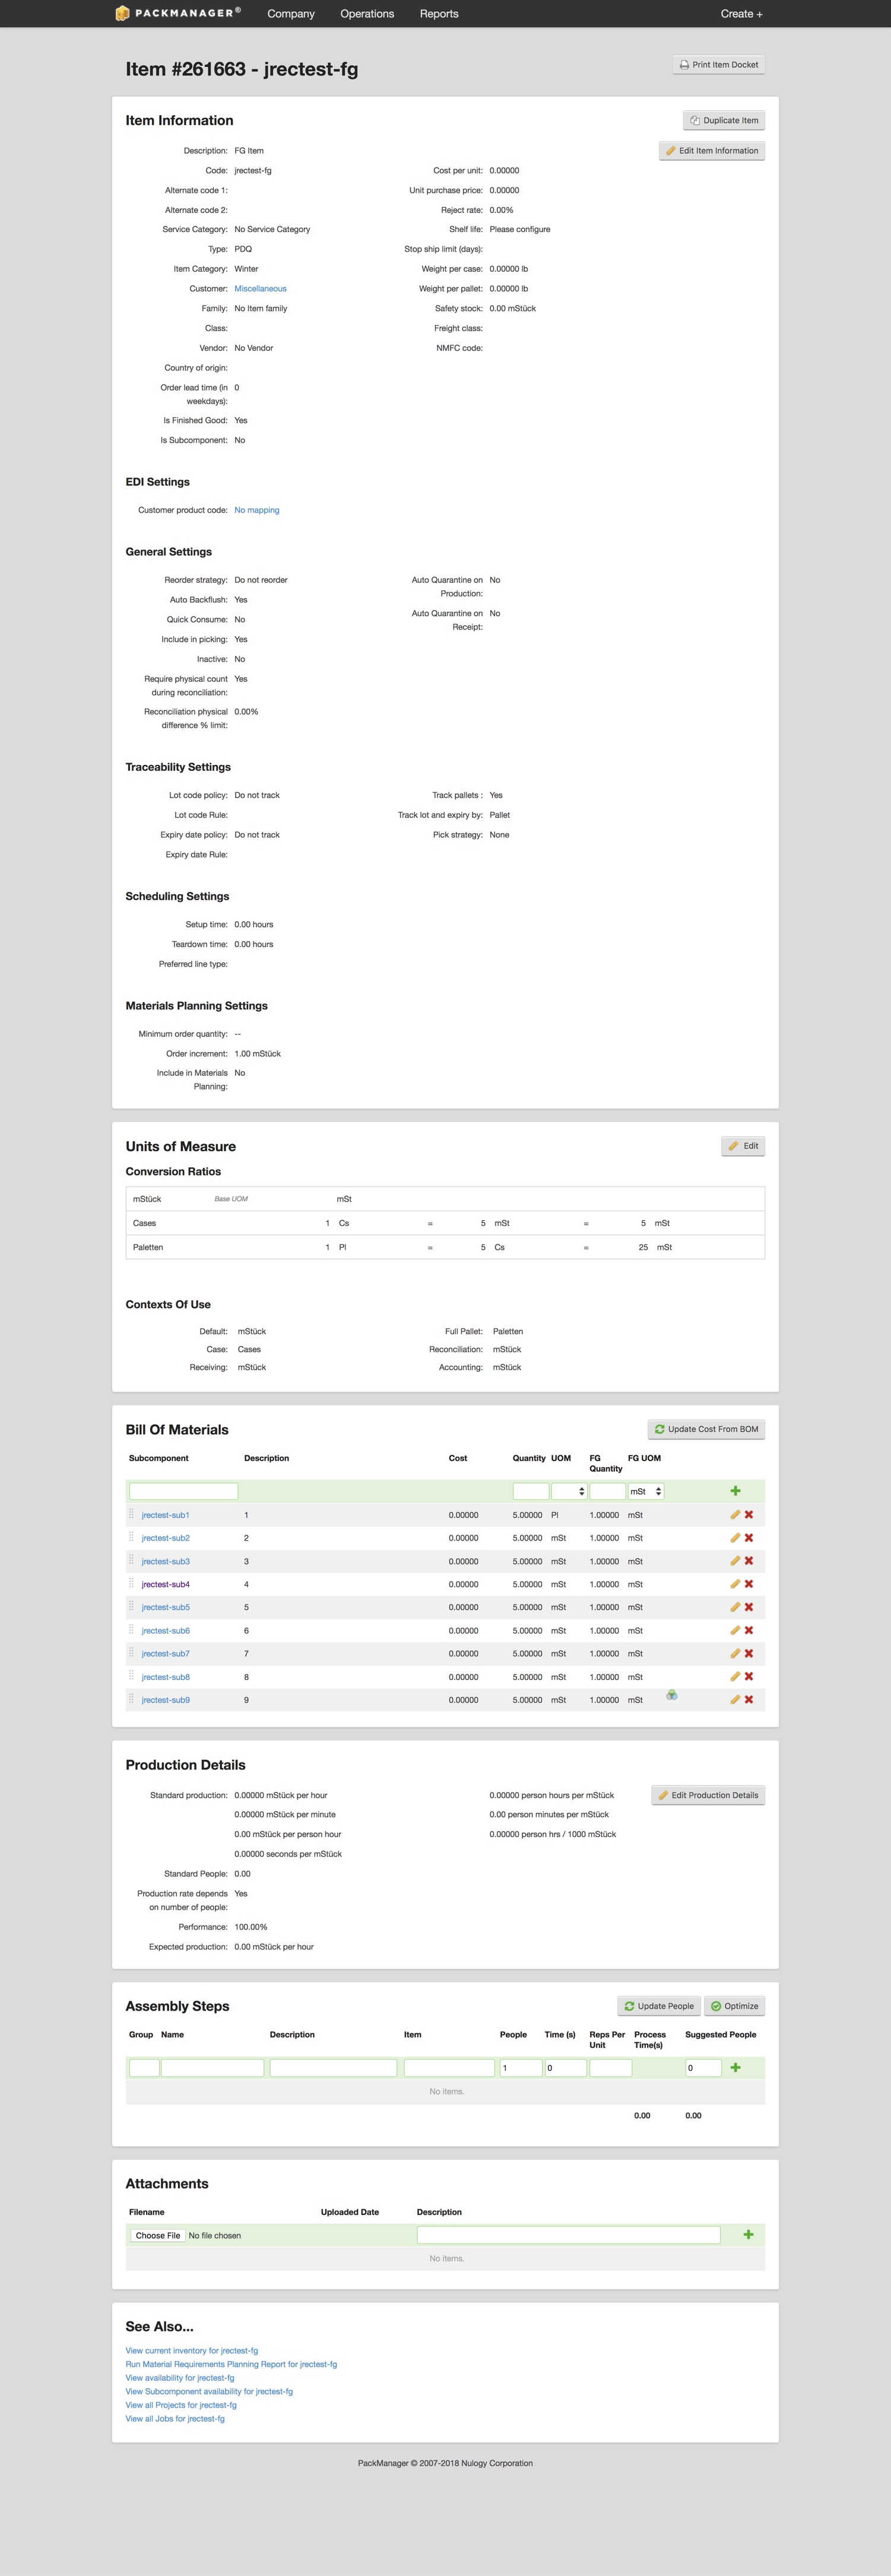 PACKMANAGER® Company Operations Reports Create +
Item #261663 - jrectest-fg
Print Item Docket
Item Information
Duplicate Item
Description: FG Item
Edit Item Information
Code: jrectest-fg Cost per unit: 0.00000
Alternate code 1: Unit purchase price: 0.00000
Alternate code 2: Reject rate: 0.00%
Service Category: No Service Category Shelf life: Please configure
Type: PDQ Stop ship limit (days):
Item Category: Winter Weight per case: 0.00000 lb
Customer: Miscellaneous Weight per pallet: 0.00000 lb
Family: No Item family Safety stock: 0.00 mStück
Class: Freight class:
Vendor: No Vendor NMFC code:
Country of origin:
Order lead time (in 0
weekdays):
Is Finished Good: Yes
Is Subcomponent: No
EDI Settings
Customer product code: No mapping
General Settings
Reorder strategy: Do not reorder Auto Quarantine on No
Production:
Auto Backflush: Yes
Quick Consume: No Auto Quarantine on No
Receipt:
Include in picking: Yes
Inactive: No
Require physical count Yes
during reconciliation:
Reconciliation physical 0.00%
difference % limit:
Traceability Settings
Lot code policy: Do not track Track pallets : Yes
Lot code Rule: Track lot and expiry by: Pallet
Expiry date policy: Do not track Pick strategy: None
Expiry date Rule:
Scheduling Settings
Setup time: 0.00 hours
Teardown time: 0.00 hours
Preferred line type:
Materials Planning Settings
Minimum order quantity: --
Order increment: 1.00 mStück
Include in Materials No
Planning:
Units of Measure
Edit
Conversion Ratios
mStück Base UOM mSt
Cases 1 Cs = 5 mSt = 5 mSt
Paletten 1 Pl = 5 Cs = 25 mSt
Contexts Of Use
Default: mStück Full Pallet: Paletten
Case: Cases Reconciliation: mStück
Receiving: mStück Accounting: mStück
Bill Of Materials
Update Cost From BOM
Subcomponent Description Cost Quantity UOM FG FG UOM
Quantity
mSt
jrectest-sub1 1 0.00000 5.00000 Pl 1.00000 mSt
jrectest-sub2 2 0.00000 5.00000 mSt 1.00000 mSt
jrectest-sub3 3 0.00000 5.00000 mSt 1.00000 mSt
jrectest-sub4 4 0.00000 5.00000 mSt 1.00000 mSt
jrectest-sub5 5 0.00000 5.00000 mSt 1.00000 mSt
jrectest-sub6 6 0.00000 5.00000 mSt 1.00000 mSt
jrectest-sub7 7 0.00000 5.00000 mSt 1.00000 mSt
jrectest-sub8 8 0.00000 5.00000 mSt 1.00000 mSt
jrectest-sub9 9 0.00000 5.00000 mSt 1.00000 mSt
Production Details
Standard production: 0.00000 mStück per hour 0.00000 person hours per mStück
Edit Production Details
0.00000 mStück per minute 0.00 person minutes per mStück
0.00 mStück per person hour 0.00000 person hrs / 1000 mStück
0.00000 seconds per mStück
Standard People: 0.00
Production rate depends Yes
on number of people:
Performance: 100.00%
Expected production: 0.00 mStück per hour
Assembly Steps
Update People Optimize
Group Name Description Item People Time (s) Reps Per Process Suggested People
Unit Time(s)
1 0 0
No items.
0.00 0.00
Attachments
Filename Uploaded Date Description
Choose File No file chosen
No items.
See Also...
View current inventory for jrectest-fg
Run Material Requirements Planning Report for jrectest-fg
View availability for jrectest-fg
View Subcomponent availability for jrectest-fg
View all Projects for jrectest-fg
View all Jobs for jrectest-fg
PackManager © 2007-2018 Nulogy Corporation